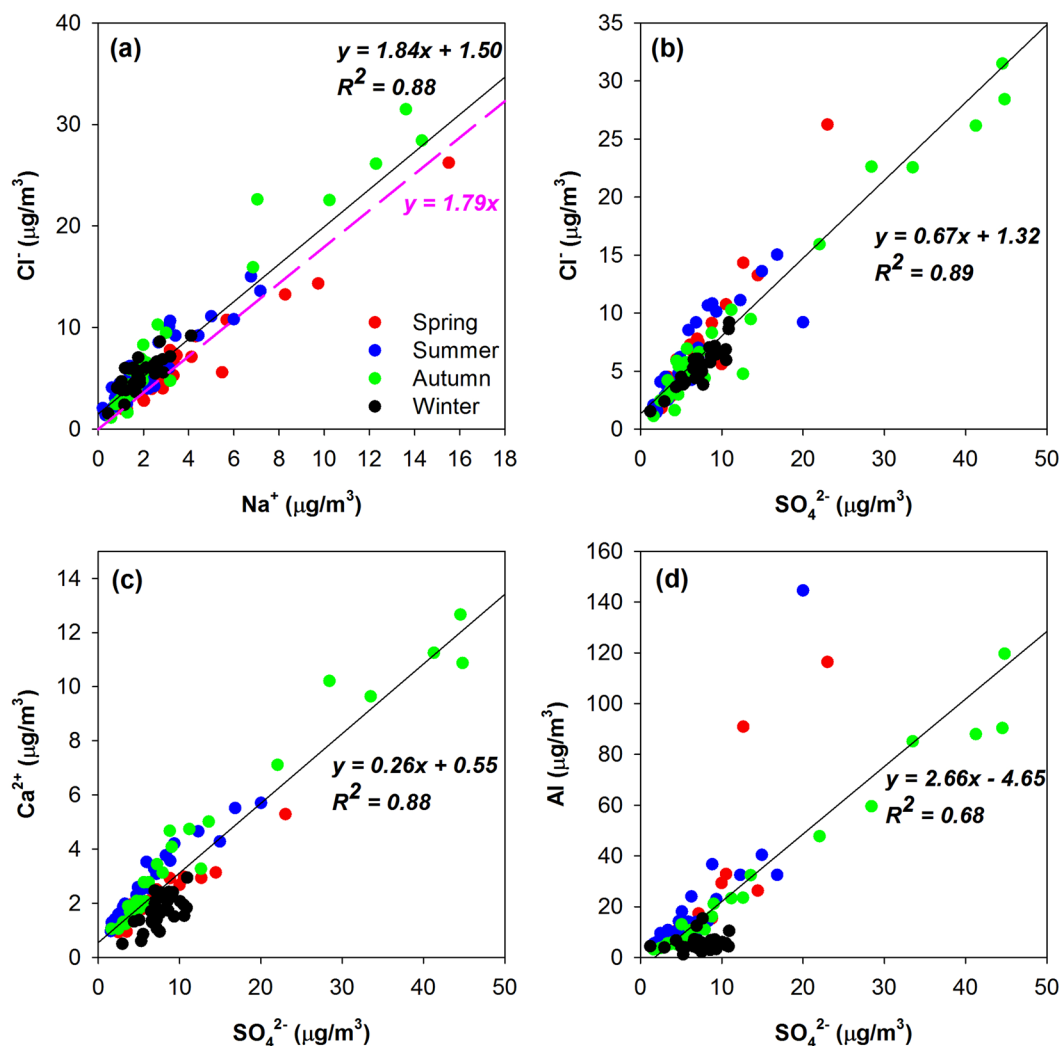 (a)
y = 1.84x + 1.50
R² = 0.88
y = 1.79x
Spring
Summer
Autumn
Winter
40
30
20
10
0
0 2 4 6 8 10 12 14 16 18
Cl⁻ (μg/m³)
Na⁺ (μg/m³)
(b)
y = 0.67x + 1.32
R² = 0.89
35
30
25
20
15
10
5
0
0 10 20 30 40 50
Cl⁻ (μg/m³)
SO₄²⁻ (μg/m³)
(c)
y = 0.26x + 0.55
R² = 0.88
14
12
10
8
6
4
2
0
0 10 20 30 40 50
Ca²⁺ (μg/m³)
SO₄²⁻ (μg/m³)
(d)
y = 2.66x - 4.65
R² = 0.68
160
140
120
100
80
60
40
20
0
0 10 20 30 40 50
Al (μg/m³)
SO₄²⁻ (μg/m³)